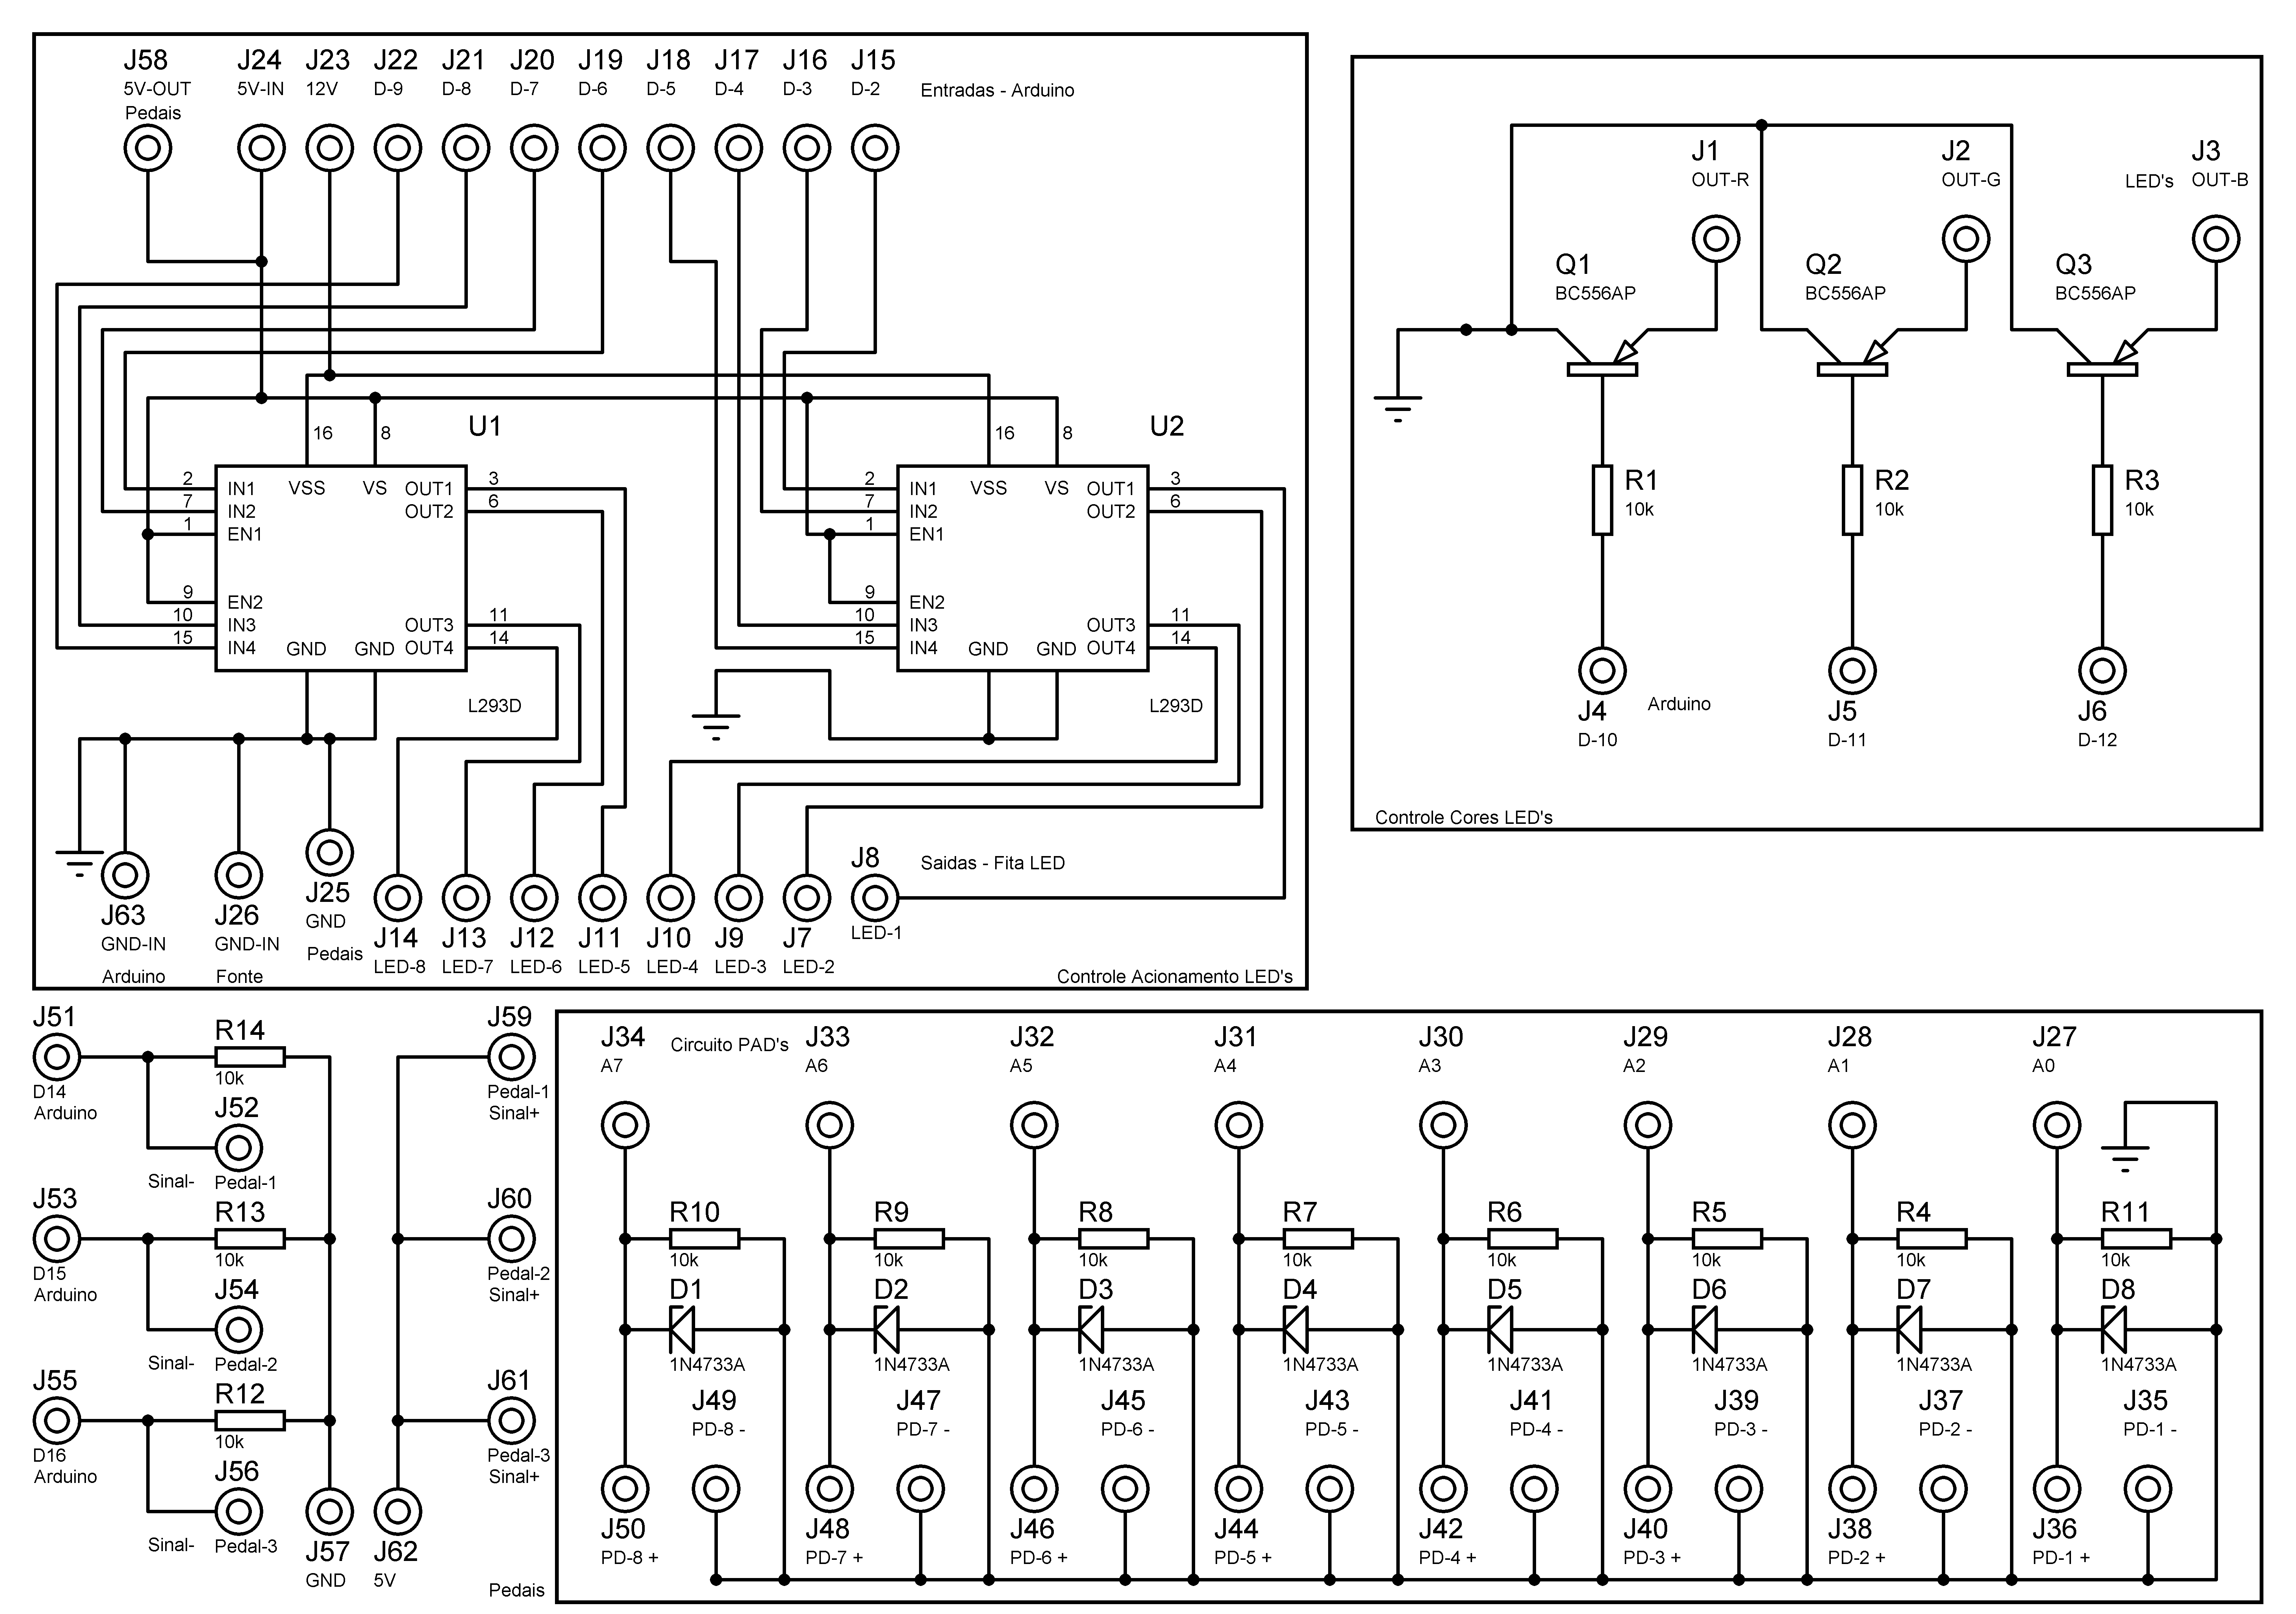 J58 J24 J23 J22 J21 J20 J19 J18 J17 J16 J15
5V-OUT 5V-IN 12V D-9 D-8 D-7 D-6 D-5 D-4 D-3 D-2 Entradas - Arduino
Pedais
U1 U2
16 8 16 8
2 IN1 VSS VS OUT1 3 2 IN1 VSS VS OUT1 3
7 IN2 OUT2 6 7 IN2 OUT2 6
1 EN1 1 EN1
9 EN2 9 EN2
10 IN3 OUT3 11 10 IN3 OUT3 11
15 IN4 GND GND OUT4 14 15 IN4 GND GND OUT4 14
L293D L293D
J8 Saidas - Fita LED
LED-1
J63 J26 J25
GND-IN GND-IN GND
J14 J13 J12 J11 J10 J9 J7
LED-8 LED-7 LED-6 LED-5 LED-4 LED-3 LED-2
Arduino Fonte Pedais
Controle Acionamento LED's
J1 J2 J3
OUT-R OUT-G LED's OUT-B
Q1 Q2 Q3
BC556AP BC556AP BC556AP
R1 R2 R3
10k 10k 10k
J4 Arduino J5 J6
D-10 D-11 D-12
Controle Cores LED's
J51 R14 J59
10k
D14 Pedal-1
Arduino J52 Sinal+
Sinal- Pedal-1
J53 R13 J60
10k
D15 Pedal-2
Arduino J54 Sinal+
Sinal- Pedal-2
J55 R12 J61
10k
D16 Pedal-3
Arduino J56 Sinal+
Sinal- Pedal-3
J57 J62
GND 5V
Pedais
J34 Circuito PAD's J33 J32 J31 J30 J29 J28 J27
A7 A6 A5 A4 A3 A2 A1 A0
R10 R9 R8 R7 R6 R5 R4 R11
10k 10k 10k 10k 10k 10k 10k 10k
D1 D2 D3 D4 D5 D6 D7 D8
1N4733A 1N4733A 1N4733A 1N4733A 1N4733A 1N4733A 1N4733A 1N4733A
J49 J47 J45 J43 J41 J39 J37 J35
PD-8 - PD-7 - PD-6 - PD-5 - PD-4 - PD-3 - PD-2 - PD-1 -
J50 J48 J46 J44 J42 J40 J38 J36
PD-8 + PD-7 + PD-6 + PD-5 + PD-4 + PD-3 + PD-2 + PD-1 +